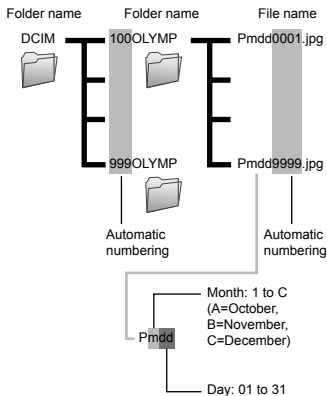 Folder name Folder name File name
DCIM 100OLYMP Pmdd0001.jpg
999OLYMP Pmdd9999.jpg
Automatic numbering Automatic numbering
Month: 1 to C
(A=October,
B=November,
C=December)
Pmdd
Day: 01 to 31